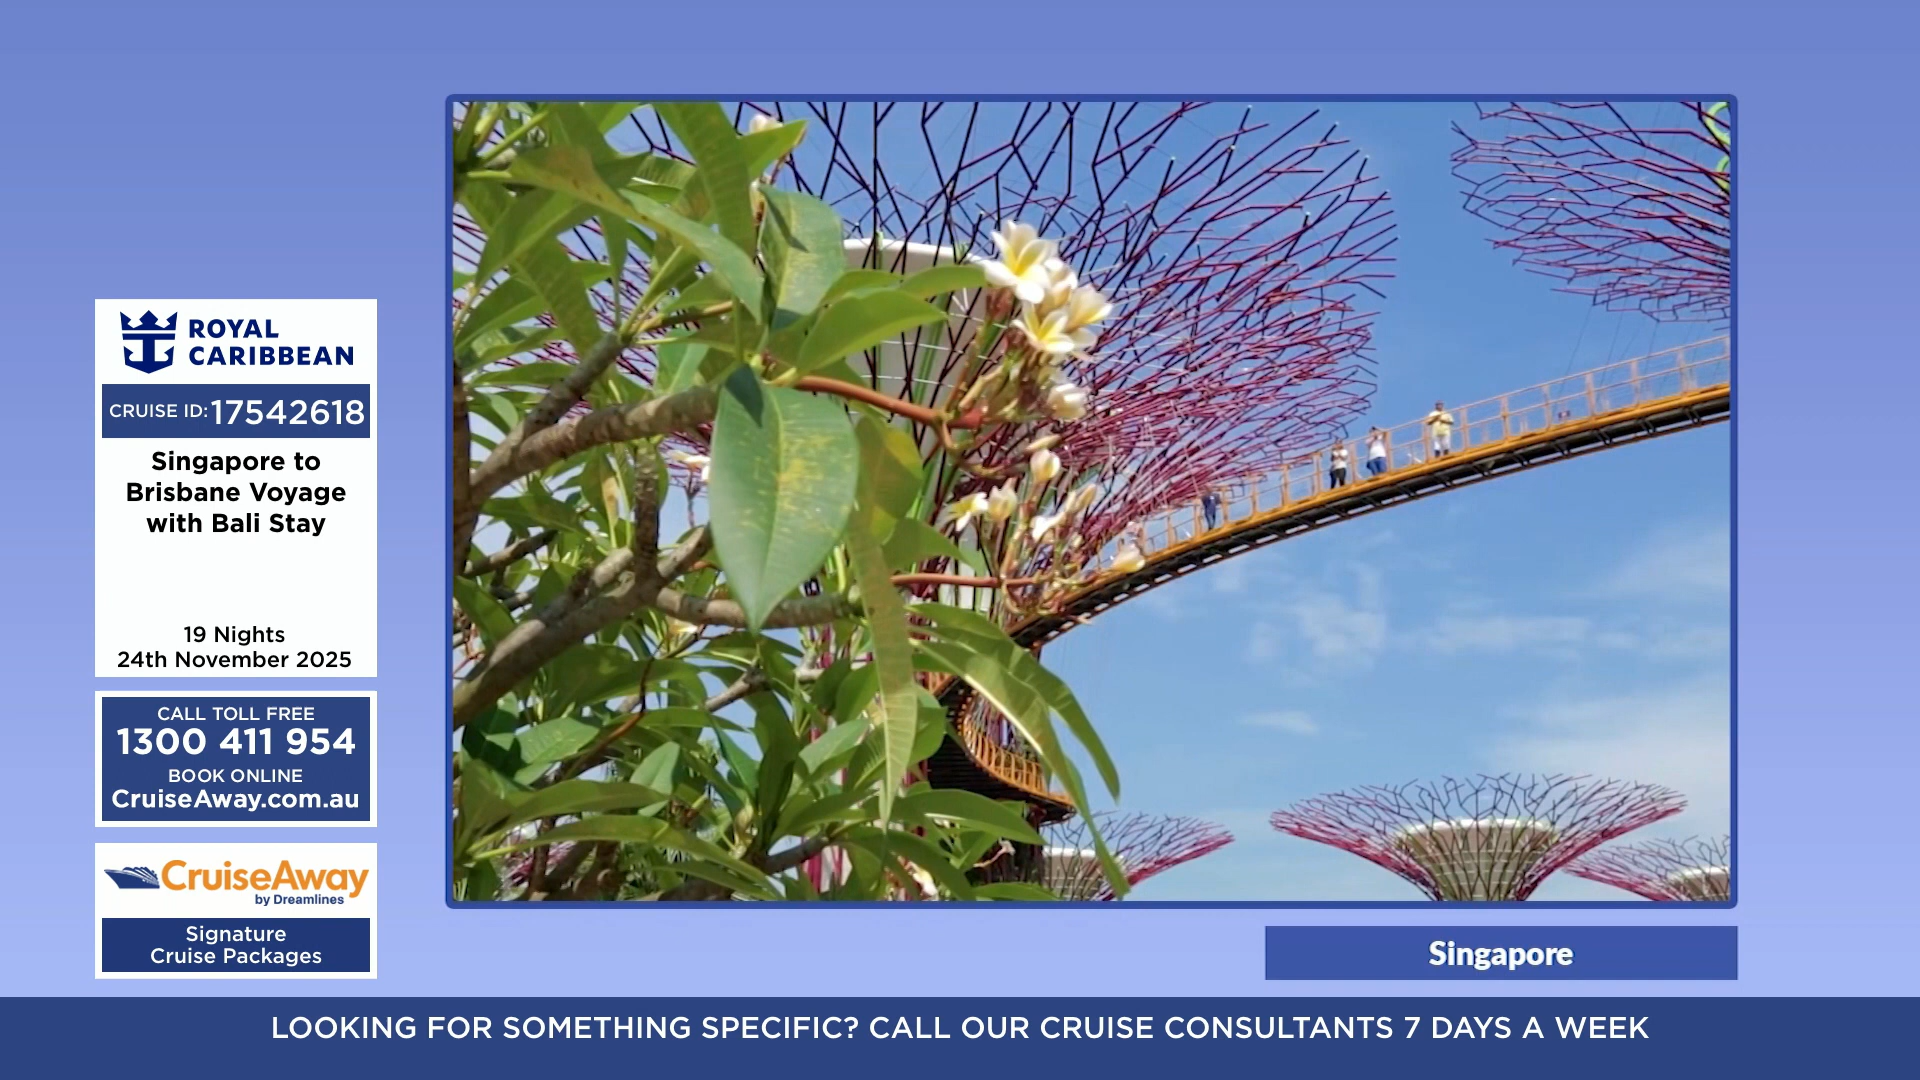 ROYAL
CARIBBEAN
CRUISE ID: 17542618
Singapore to
Brisbane Voyage
with Bali Stay
19 Nights
24th November 2025
CALL TOLL FREE
1300 411 954
BOOK ONLINE
CruiseAway.com.au
CruiseAway
by Dreamlines
Signature
Cruise Packages
Singapore
LOOKING FOR SOMETHING SPECIFIC? CALL OUR CRUISE CONSULTANTS 7 DAYS A WEEK